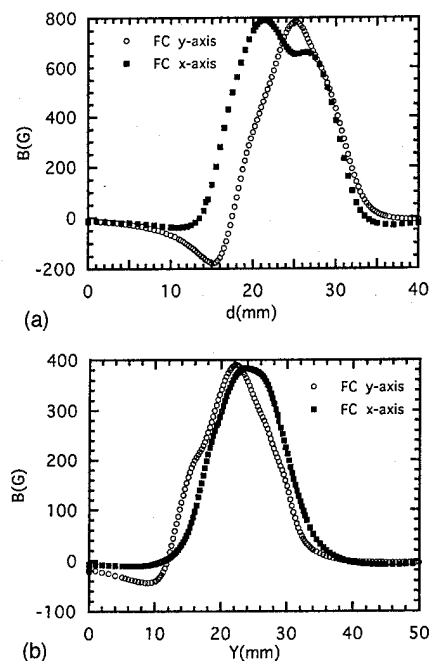 800
600
400
200
0
-200
B(G)
FC y-axis
FC x-axis
0 10 20 30 40
d(mm)
(a)
400
300
200
100
0
-100
B(G)
FC y-axis
FC x-axis
0 10 20 30 40 50
Y(mm)
(b)